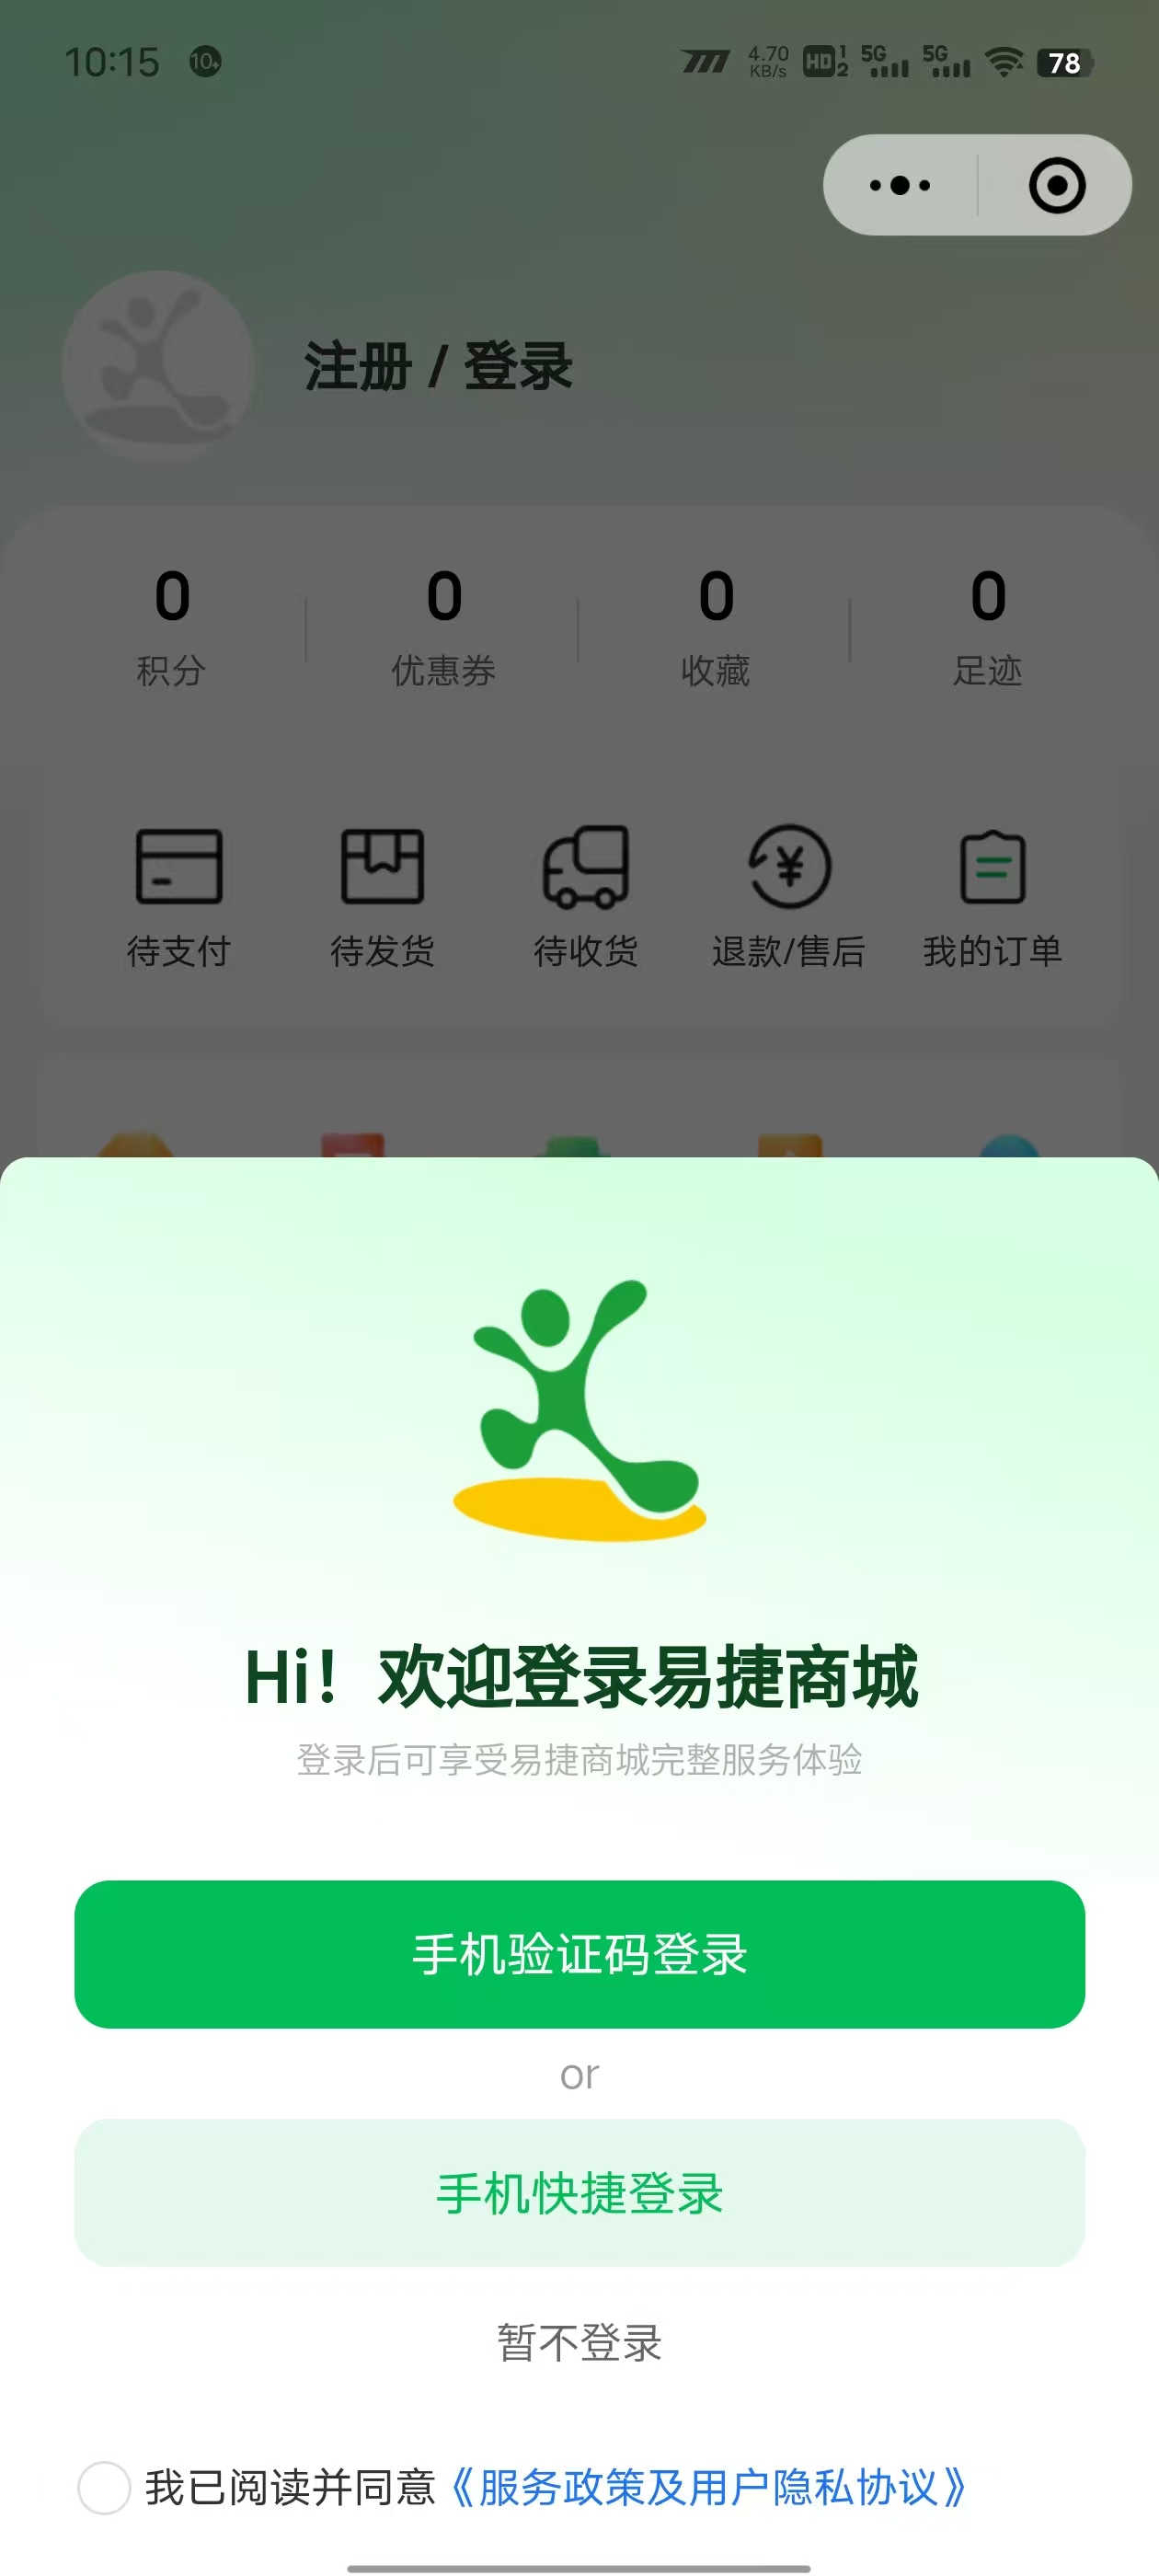 10:15
10+
4.70
KB/s
HD 1 2
5G
5G
78
注册 / 登录
0 0 0 0
积分 优惠券 收藏 足迹
待支付 待发货 待收货 退款/售后 我的订单
Hi！欢迎登录易捷商城
登录后可享受易捷商城完整服务体验
手机验证码登录
or
手机快捷登录
暂不登录
我已阅读并同意《服务政策及用户隐私协议》